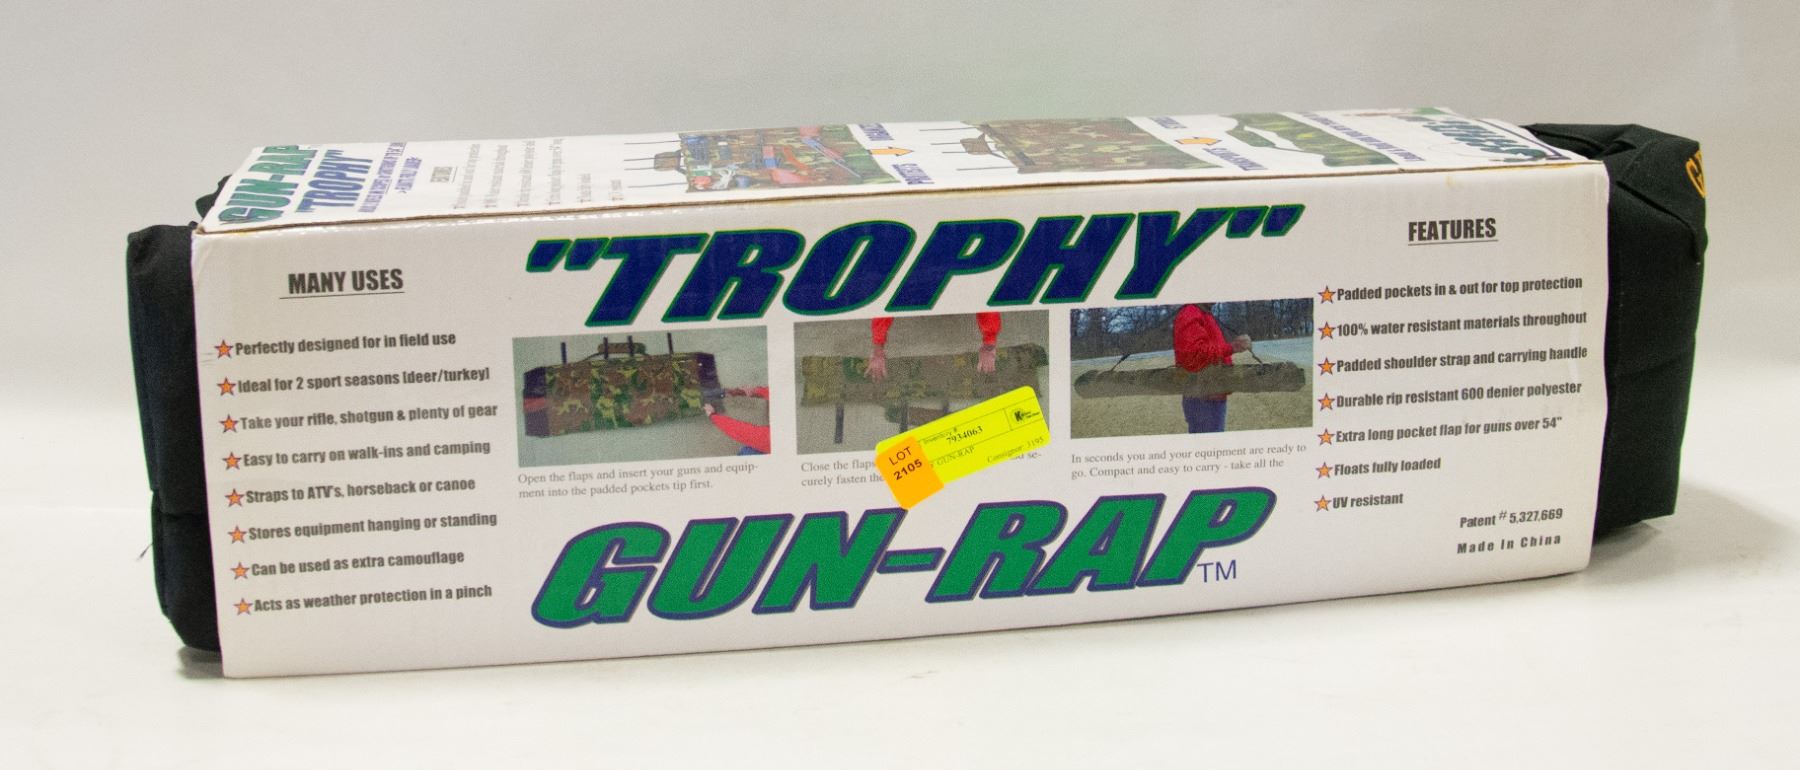 GUN-RAP
"TROPHY"
FEATURES
PROTECTS
TRANSPORTS
"TROPHY"
MANY USES
Perfectly designed for in field use
Ideal for 2 sport seasons [deer/turkey]
Take your rifle, shotgun & plenty of gear
Easy to carry on walk-ins and camping
Straps to ATV's, horseback or canoe
Stores equipment hanging or standing
Can be used as extra camouflage
Acts as weather protection in a pinch
Open the flaps and insert your guns and equip-
ment into the padded pockets tip first.
Close the flaps
curely fasten the
In seconds you and your equipment are ready to
go. Compact and easy to carry - take all the
Inventory #
7934063
GUN-RAP
Consignor: 3195
LOT
2105
GUN-RAP TM
FEATURES
Padded pockets in & out for top protection
100% water resistant materials throughout
Padded shoulder strap and carrying handle
Durable rip resistant 600 denier polyester
Extra long pocket flap for guns over 54"
Floats fully loaded
UV resistant
Patent # 5,327,669
Made In China